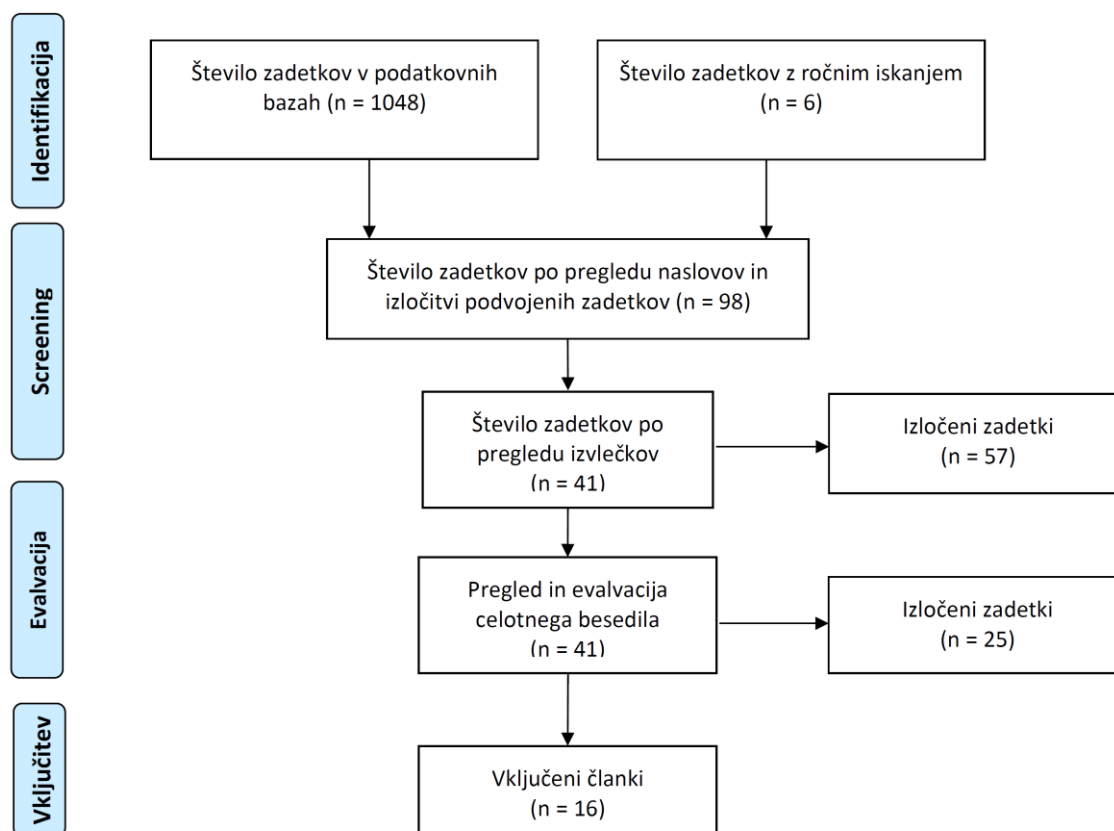 Identifikacija
Število zadetkov v podatkovnih
bazah (n = 1048)
Število zadetkov z ročnim iskanjem
(n = 6)
Screening
Število zadetkov po pregledu naslovov in
izločitvi podvojenih zadetkov (n = 98)
Število zadetkov po
pregledu izvlečkov
(n = 41)
Izločeni zadetki
(n = 57)
Evalvacija
Pregled in evalvacija
celotnega besedila
(n = 41)
Izločeni zadetki
(n = 25)
Vključitev
Vključeni članki
(n = 16)